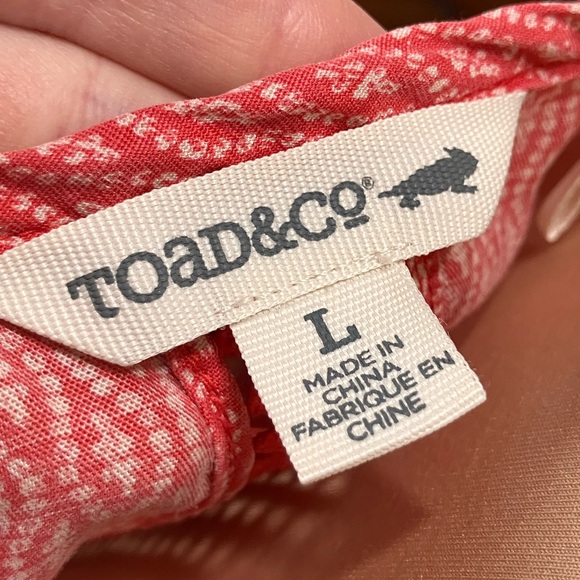 TOaD&CO®
L
MADE IN
CHINA
FABRIQUE EN
CHINE